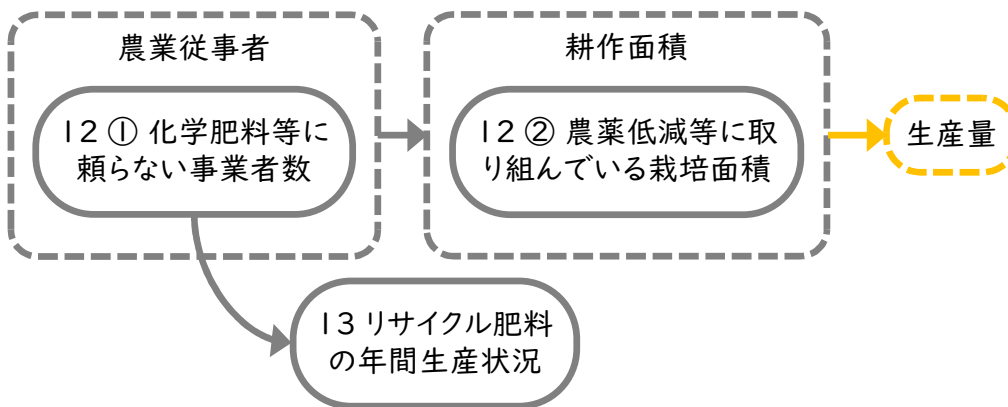 農業従事者
12 ① 化学肥料等に
頼らない事業者数
耕作面積
12 ② 農薬低減等に取
り組んでいる栽培面積
生産量
13 リサイクル肥料
の年間生産状況